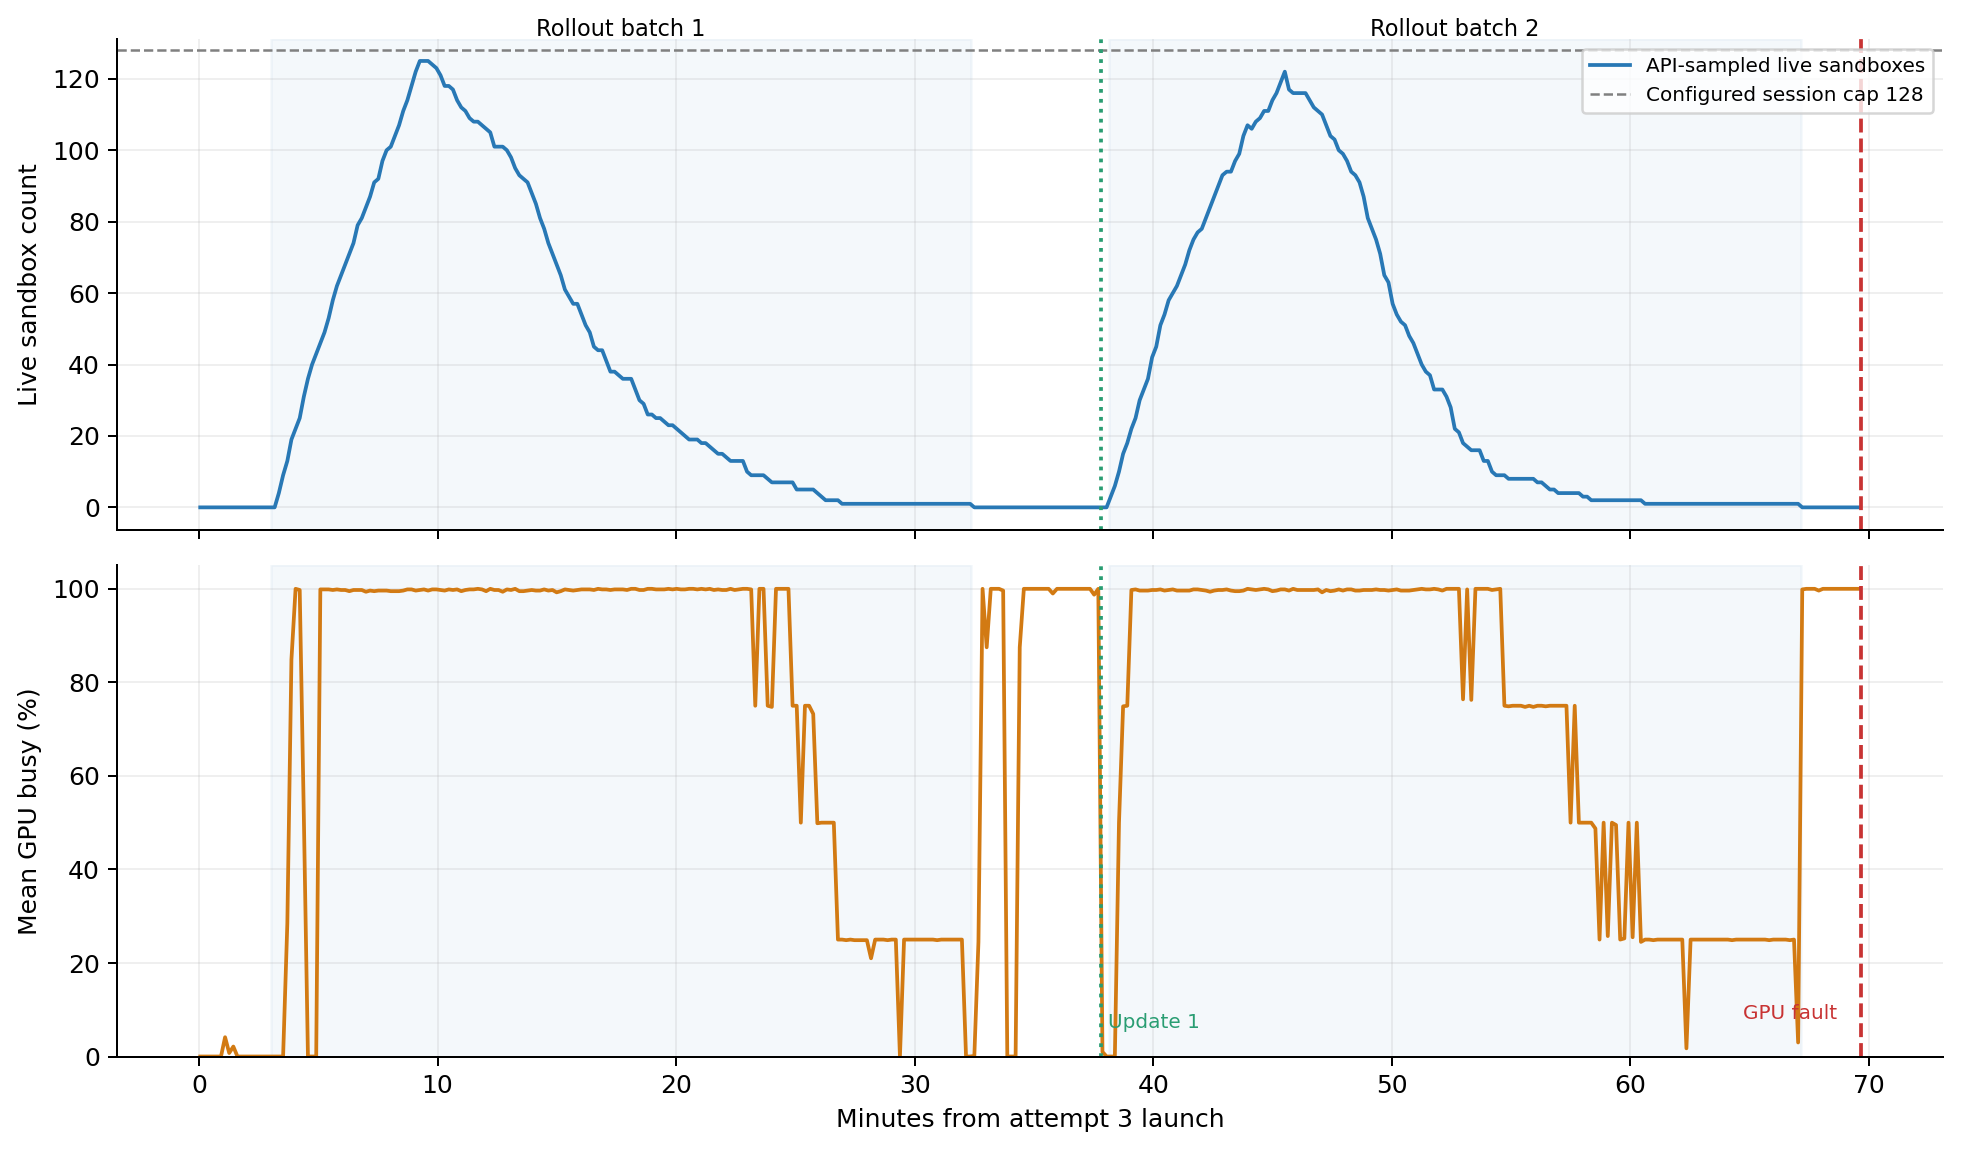 Rollout batch 1
Rollout batch 2
API-sampled live sandboxes
Configured session cap 128
Live sandbox count
120
100
80
60
40
20
0
Mean GPU busy (%)
100
80
60
40
20
0
Update 1
GPU fault
0 10 20 30 40 50 60 70
Minutes from attempt 3 launch